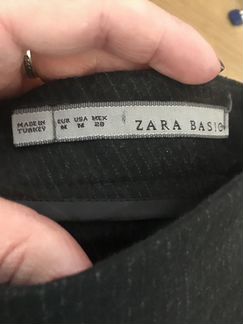 MADE IN
TURKEY
EUR USA MEX
M M 28
ZARA BASIC